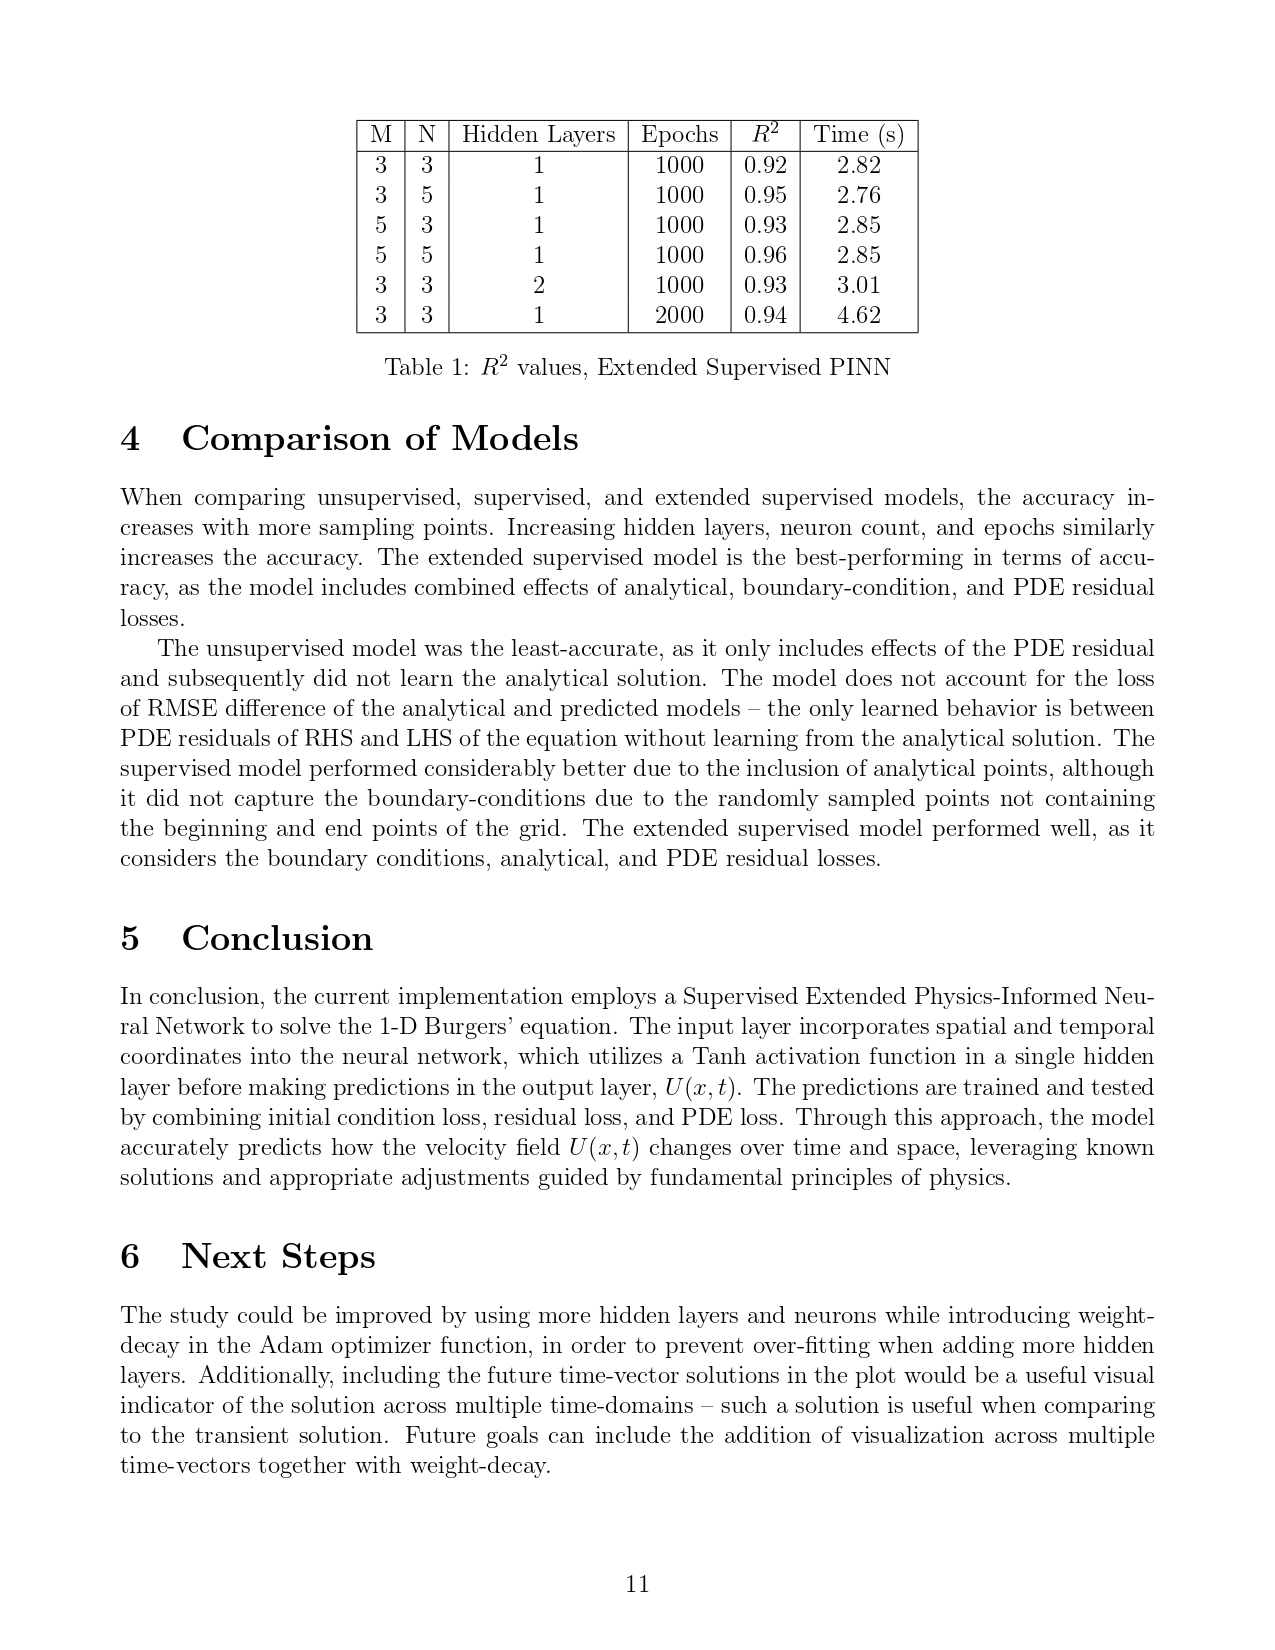 M N Hidden Layers Epochs R² Time (s)
3 3 1 1000 0.92 2.82
3 5 1 1000 0.95 2.76
5 3 1 1000 0.93 2.85
5 5 1 1000 0.96 2.85
3 3 2 1000 0.93 3.01
3 3 1 2000 0.94 4.62
Table 1: R² values, Extended Supervised PINN
4 Comparison of Models
When comparing unsupervised, supervised, and extended supervised models, the accuracy in-
creases with more sampling points. Increasing hidden layers, neuron count, and epochs similarly
increases the accuracy. The extended supervised model is the best-performing in terms of accu-
racy, as the model includes combined effects of analytical, boundary-condition, and PDE residual
losses.
The unsupervised model was the least-accurate, as it only includes effects of the PDE residual
and subsequently did not learn the analytical solution. The model does not account for the loss
of RMSE difference of the analytical and predicted models – the only learned behavior is between
PDE residuals of RHS and LHS of the equation without learning from the analytical solution. The
supervised model performed considerably better due to the inclusion of analytical points, although
it did not capture the boundary-conditions due to the randomly sampled points not containing
the beginning and end points of the grid. The extended supervised model performed well, as it
considers the boundary conditions, analytical, and PDE residual losses.
5 Conclusion
In conclusion, the current implementation employs a Supervised Extended Physics-Informed Neu-
ral Network to solve the 1-D Burgers' equation. The input layer incorporates spatial and temporal
coordinates into the neural network, which utilizes a Tanh activation function in a single hidden
layer before making predictions in the output layer, U(x, t). The predictions are trained and tested
by combining initial condition loss, residual loss, and PDE loss. Through this approach, the model
accurately predicts how the velocity field U(x, t) changes over time and space, leveraging known
solutions and appropriate adjustments guided by fundamental principles of physics.
6 Next Steps
The study could be improved by using more hidden layers and neurons while introducing weight-
decay in the Adam optimizer function, in order to prevent over-fitting when adding more hidden
layers. Additionally, including the future time-vector solutions in the plot would be a useful visual
indicator of the solution across multiple time-domains – such a solution is useful when comparing
to the transient solution. Future goals can include the addition of visualization across multiple
time-vectors together with weight-decay.
11